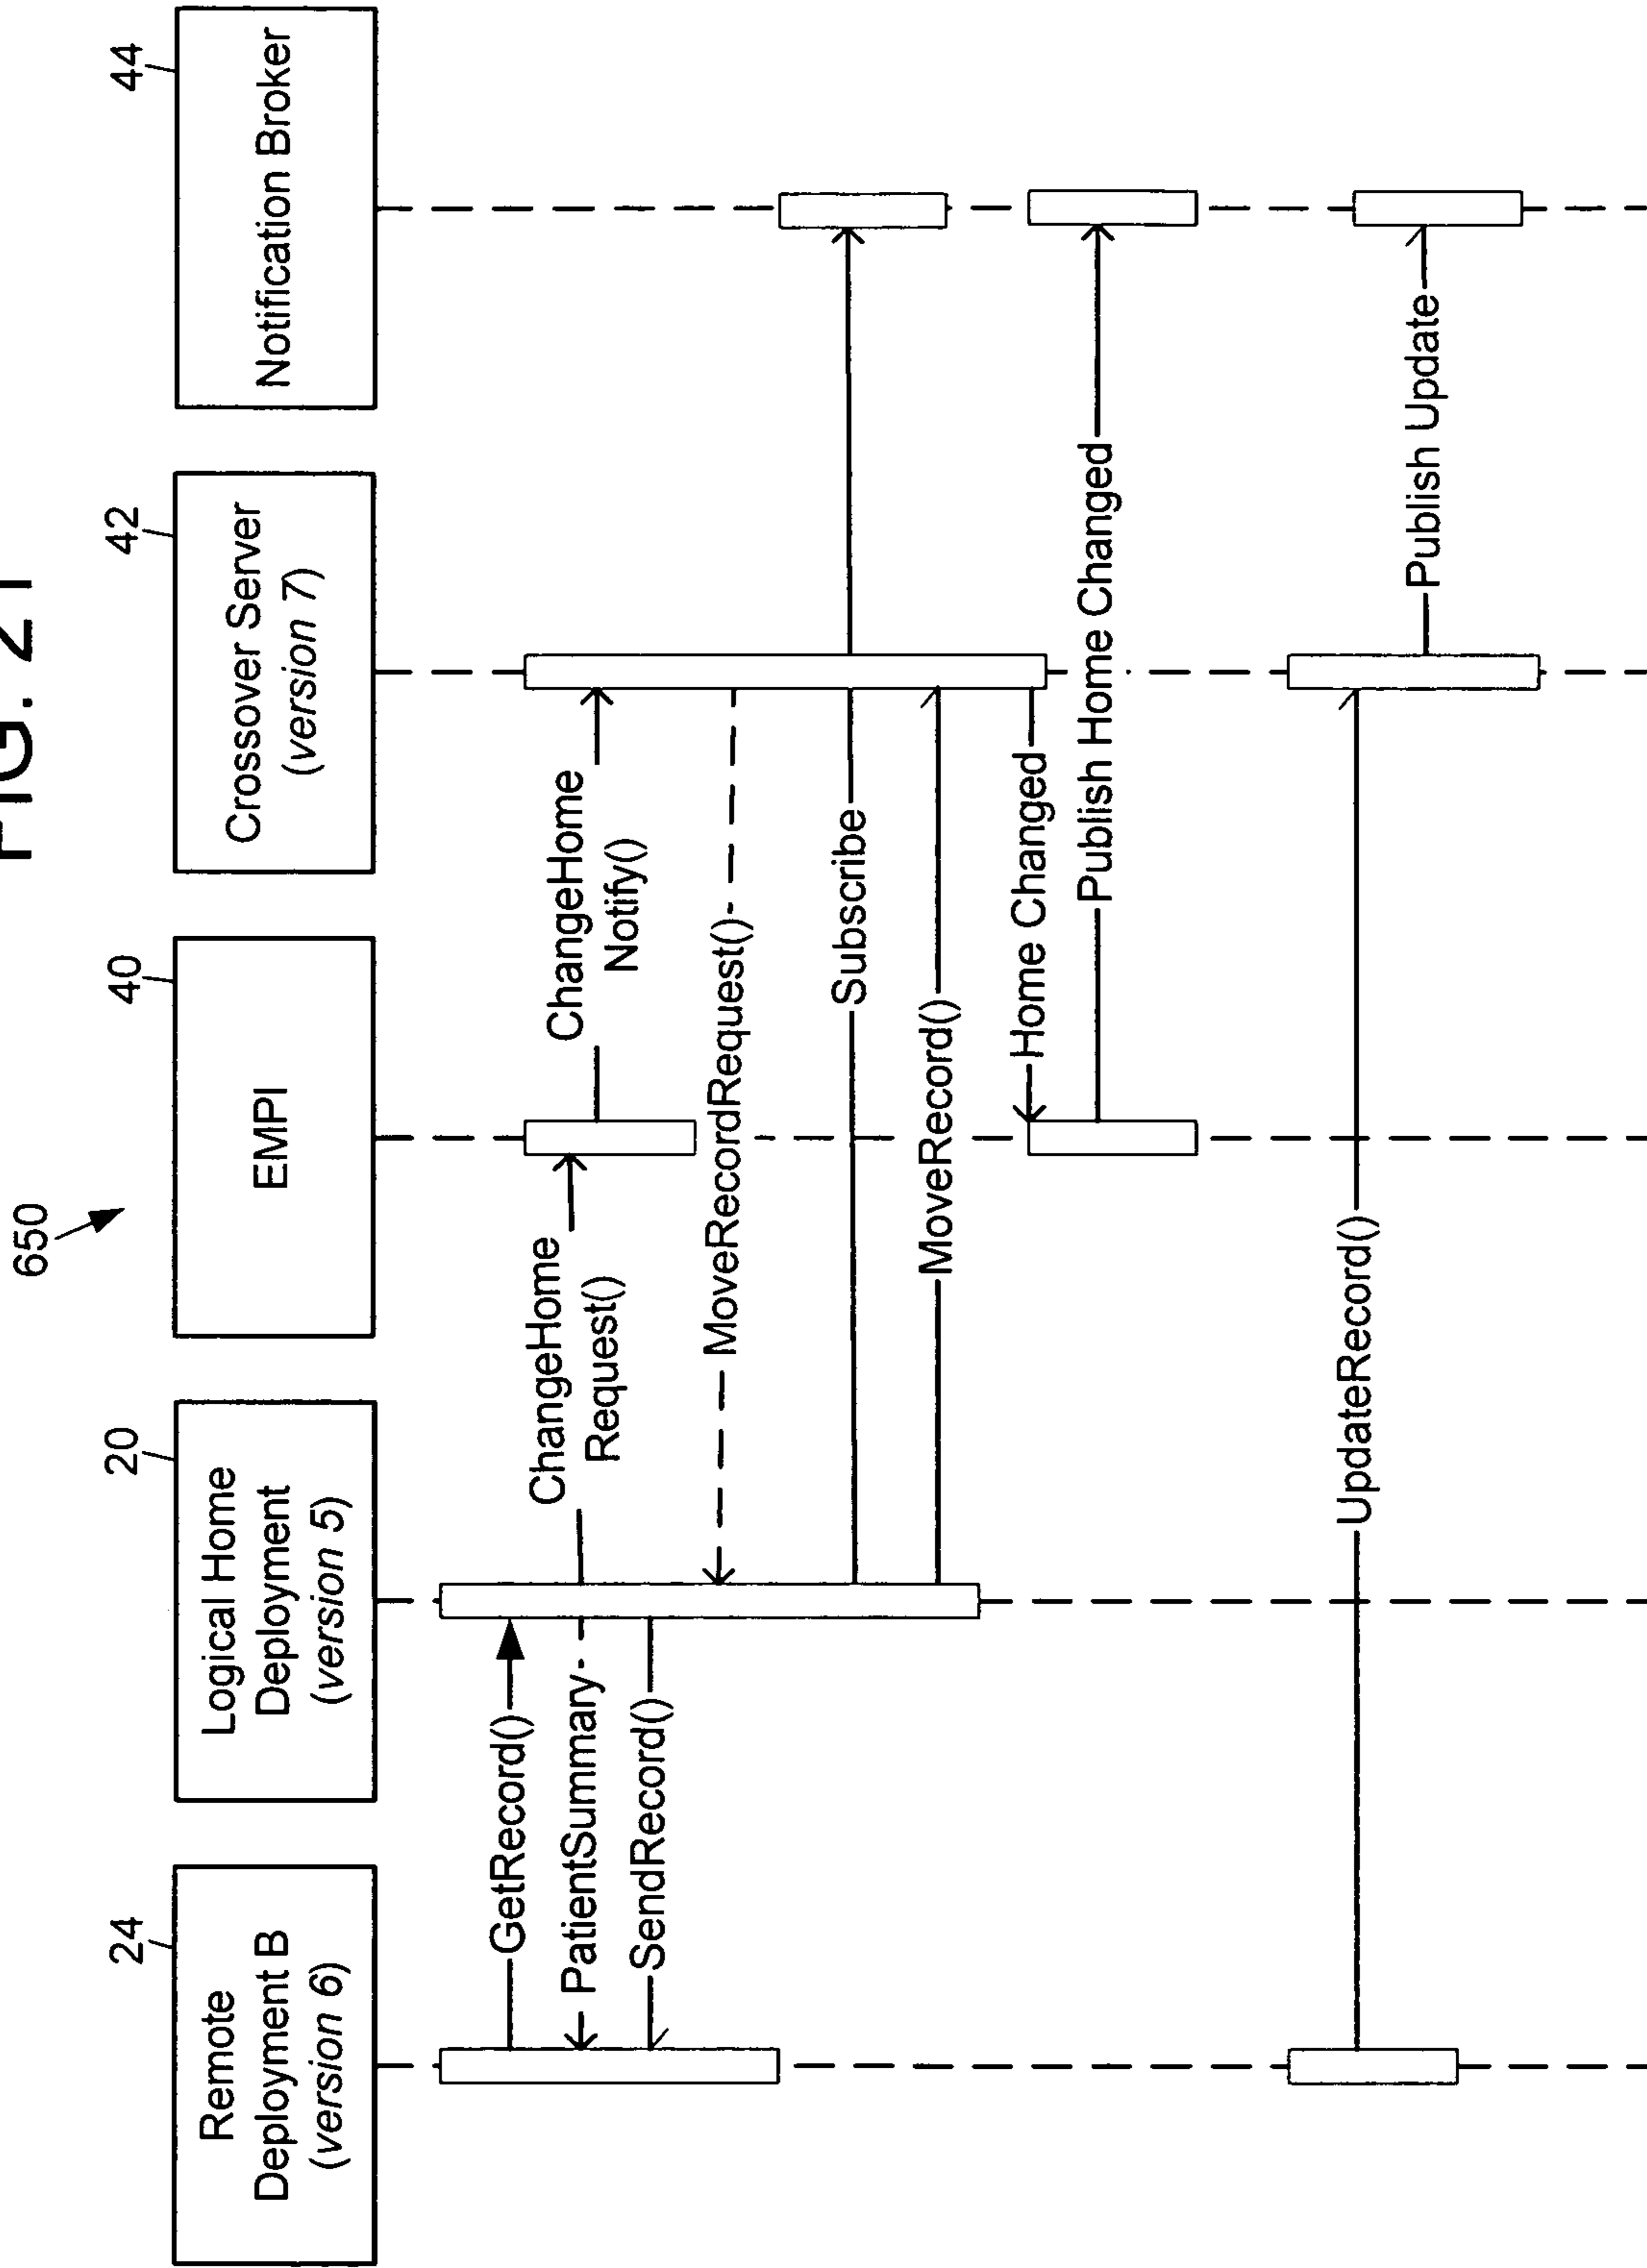 FIG. 21
650
24
20
40
42
44
Remote
Deployment B
(version 6)
Logical Home
Deployment
(version 5)
EMPI
Crossover Server
(version 7)
Notification Broker
GetRecord()
ChangeHome
Request()
ChangeHome
Notify()
PatientSummary
SendRecord()
MoveRecordRequest()
Subscribe
MoveRecord()
Home Changed
Publish Home Changed
UpdateRecord()
Publish Update